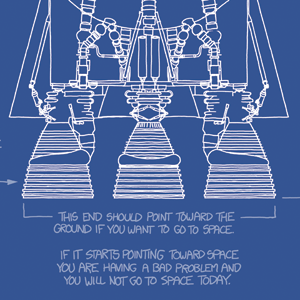 THIS END SHOULD POINT TOWARD THE
GROUND IF YOU WANT TO GO TO SPACE.
IF IT STARTS POINTING TOWARD SPACE
YOU ARE HAVING A BAD PROBLEM AND
YOU WILL NOT GO TO SPACE TODAY.